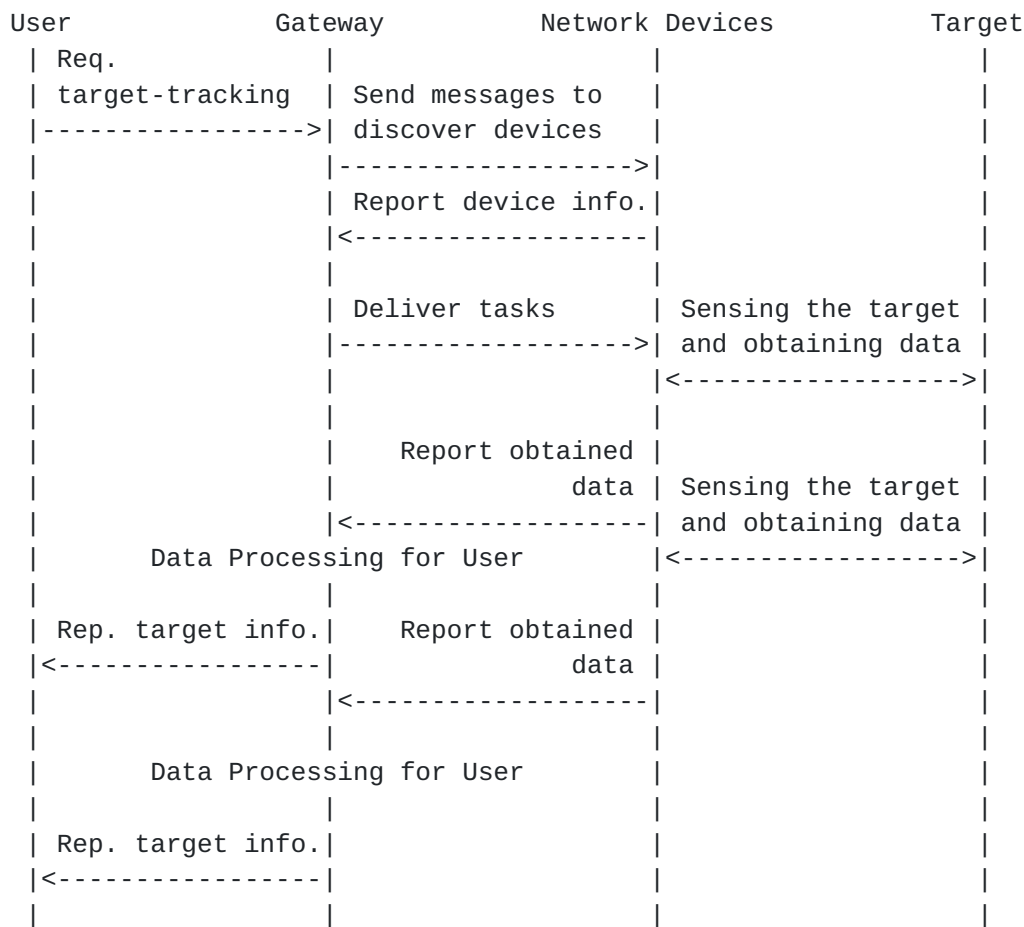 User Gateway Network Devices Target
Req.
target-tracking Send messages to
discover devices
Report device info.
Deliver tasks Sensing the target
and obtaining data
Report obtained
data Sensing the target
and obtaining data
Data Processing for User
Rep. target info. Report obtained
data
Data Processing for User
Rep. target info.